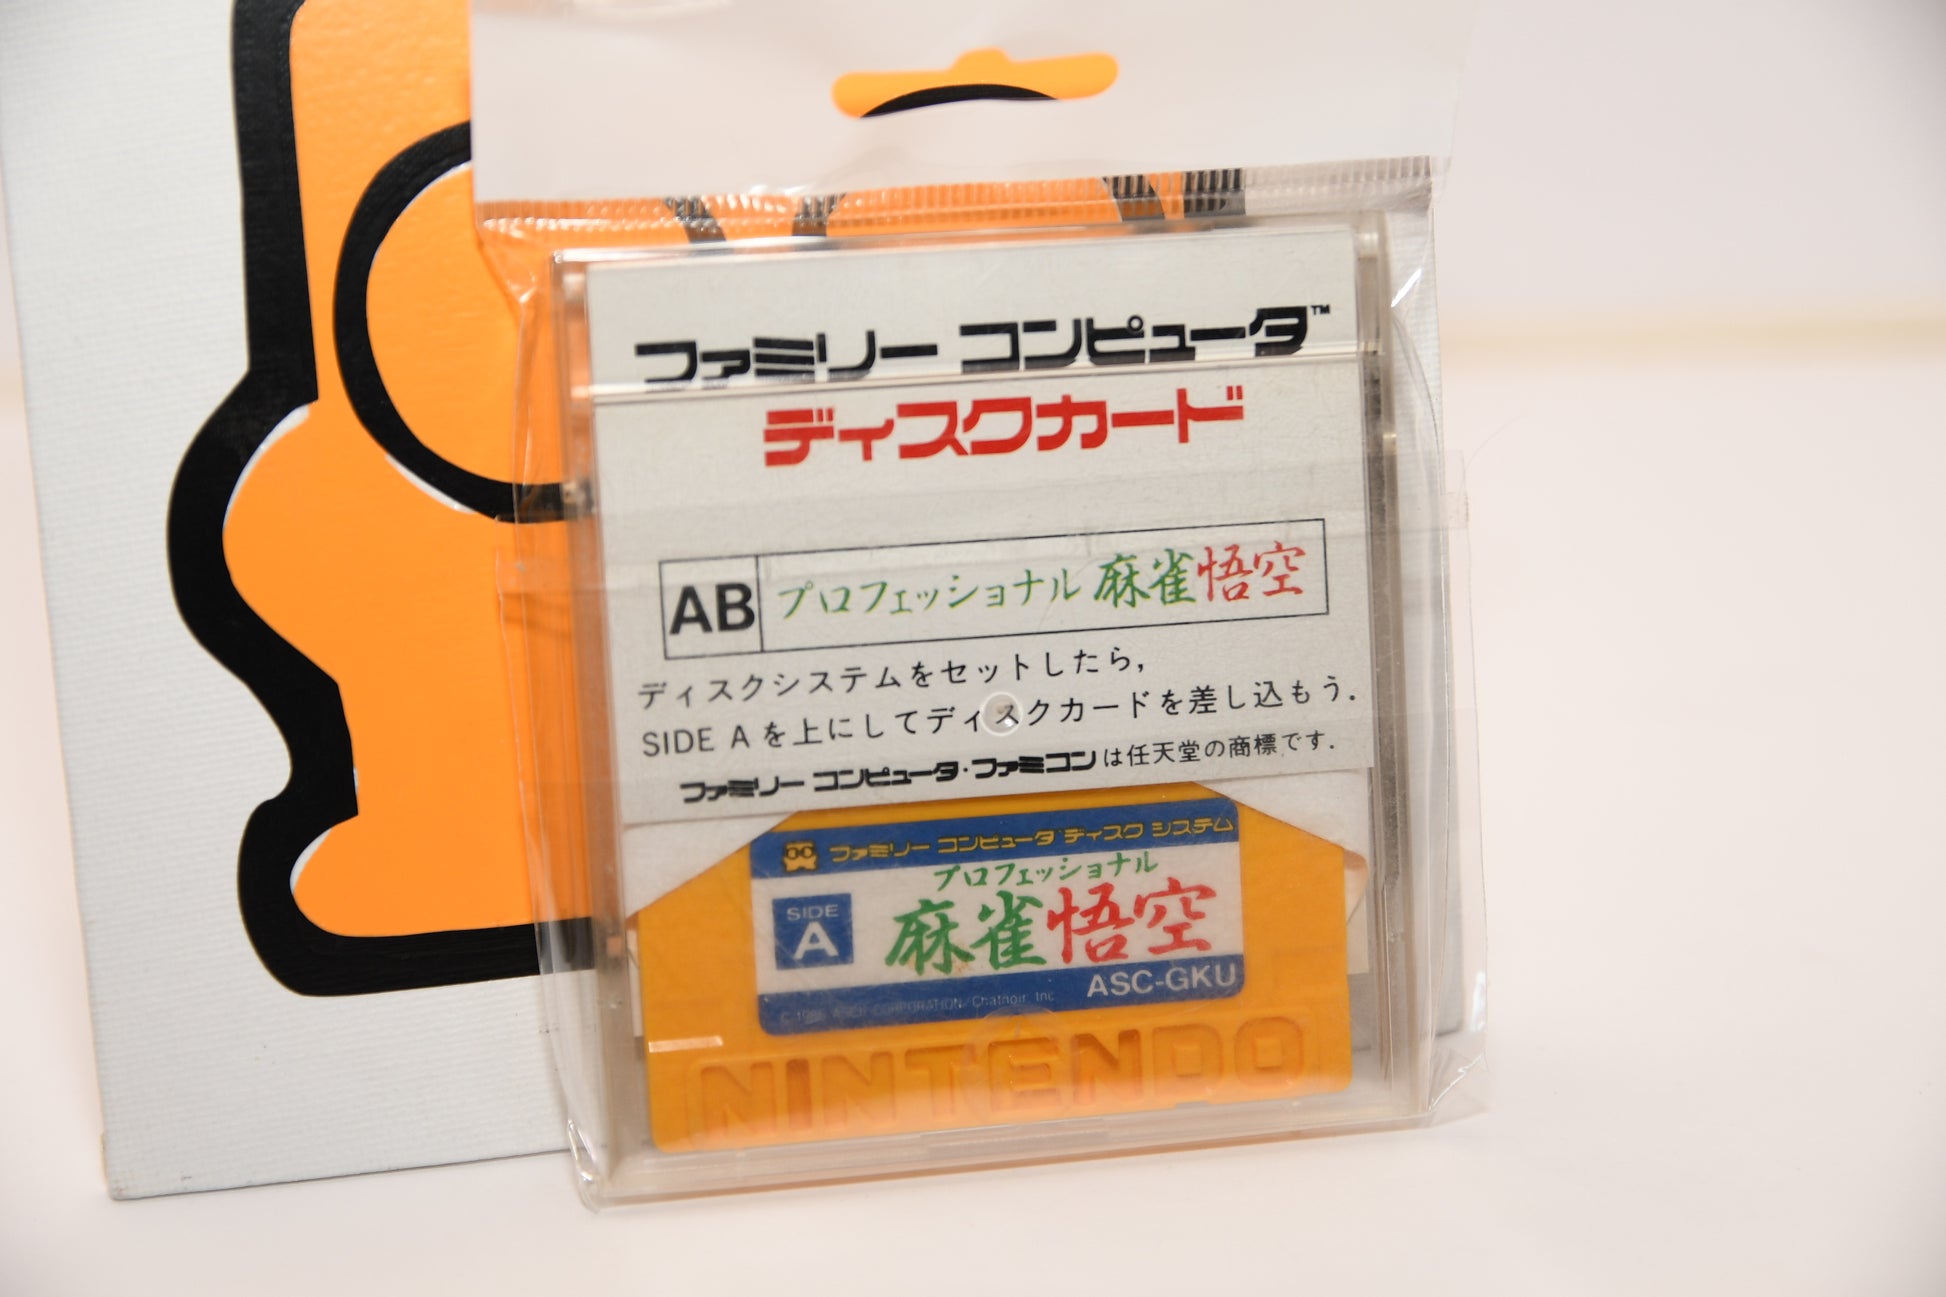 ファミリー コンピュータ™
ディスクカード
AB プロフェッショナル 麻雀悟空
ディスクシステムをセットしたら,
SIDE A を上にしてディスクカードを差し込もう.
ファミリー コンピュータ・ファミコンは任天堂の商標です.
ファミリー コンピュータ ディスク システム
プロフェッショナル
SIDE
A
麻雀悟空
ASC-GKU
© 1986 ASCII CORPORATION/Chatnoir, Inc
NINTENDO